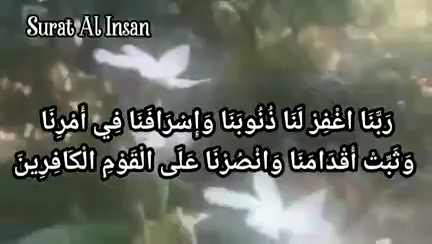 Surat Al Insan
رَبَّنَا اغْفِرْ لَنَا ذُنُوبَنَا وَإِسْرَافَنَا فِي أَمْرِنَا
وَثَبِّتْ أَقْدَامَنَا وَانْصُرْنَا عَلَى الْقَوْمِ الْكَافِرِينَ